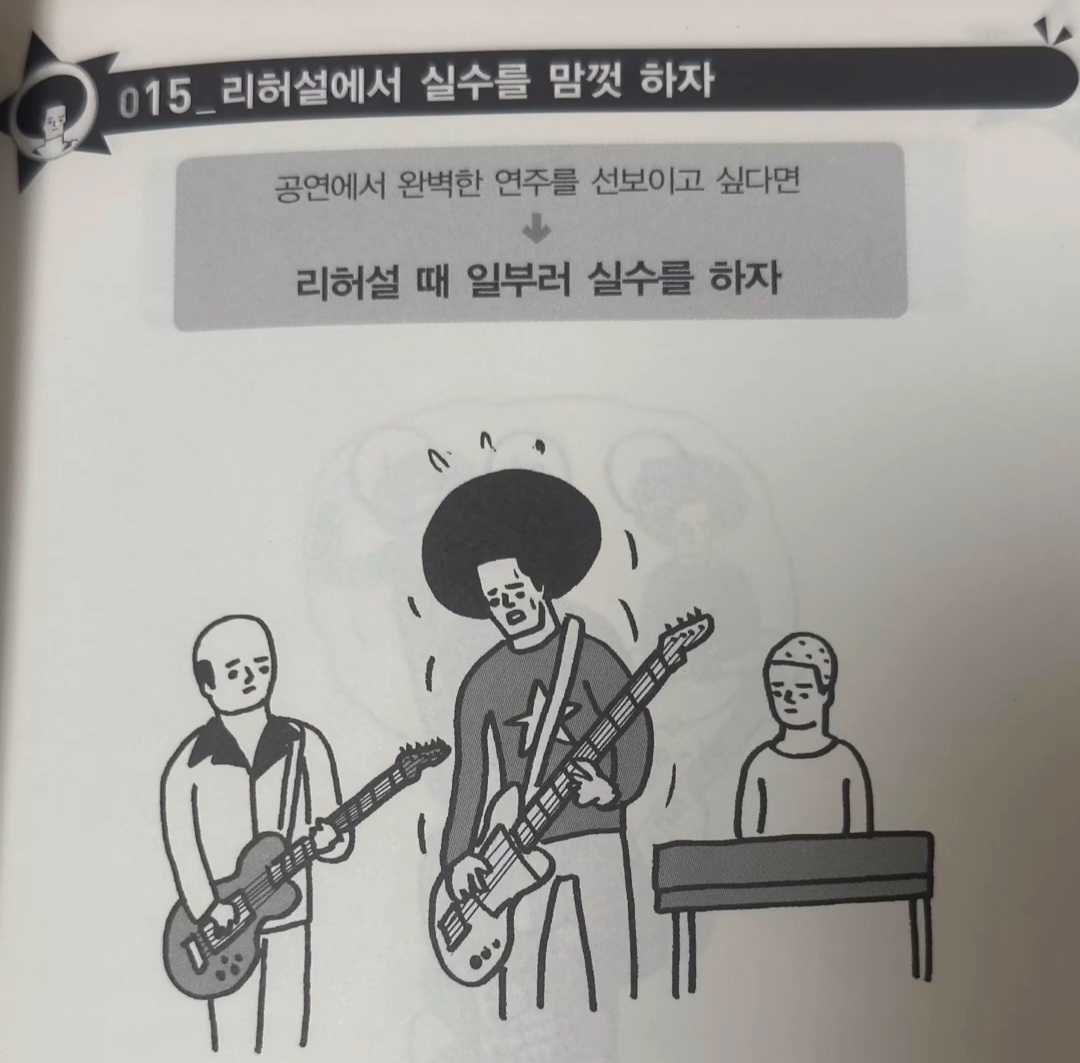 015_리허설에서 실수를 맘껏 하자
공연에서 완벽한 연주를 선보이고 싶다면
리허설 때 일부러 실수를 하자